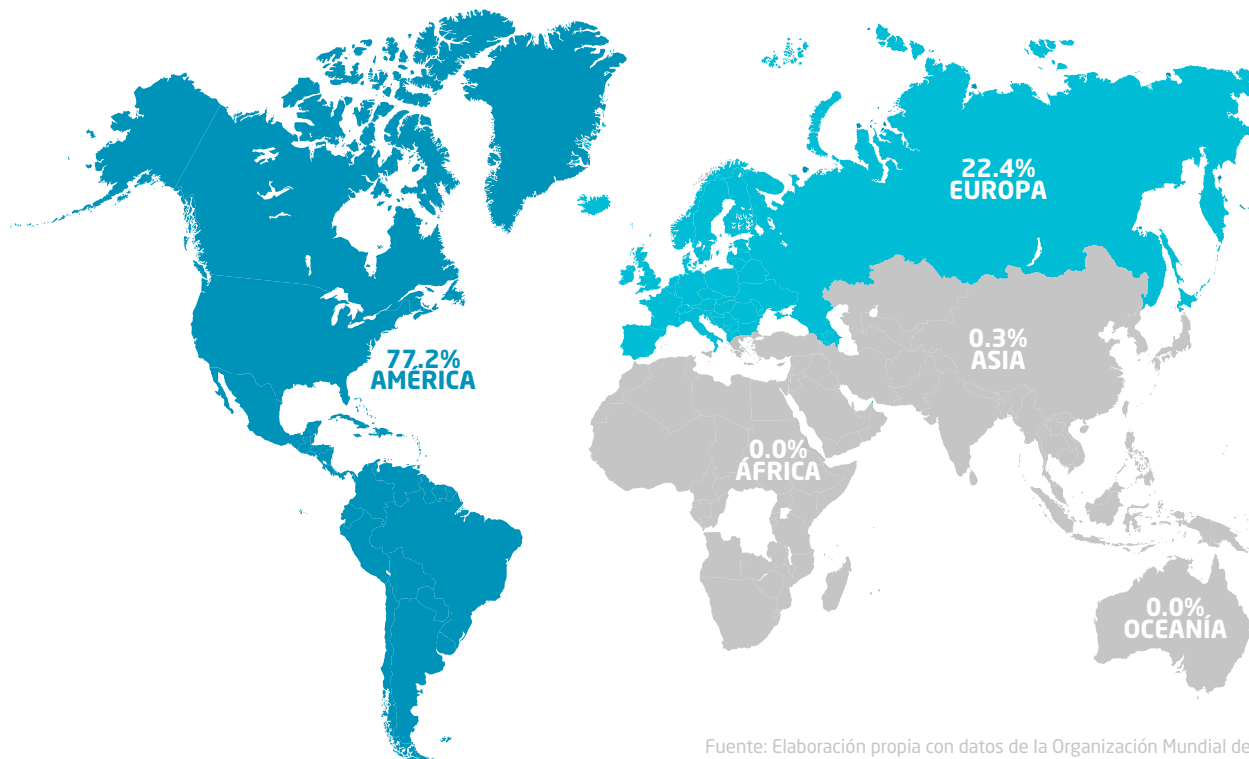 22.4%
EUROPA
77.2%
AMÉRICA
0.3%
ASIA
0.0%
ÁFRICA
0.0%
OCEANÍA
Fuente: Elaboración propia con datos de la Organización Mundial de